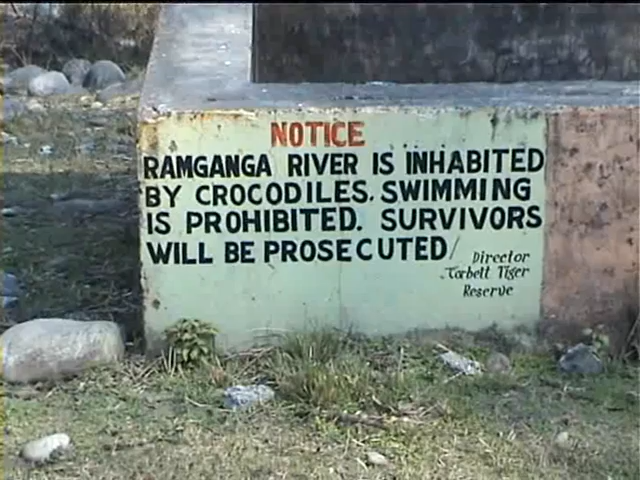 NOTICE
RAMGANGA RIVER IS INHABITED
BY CROCODILES. SWIMMING
IS PROHIBITED. SURVIVORS
WILL BE PROSECUTED/
Director
Corbett Tiger
Reserve